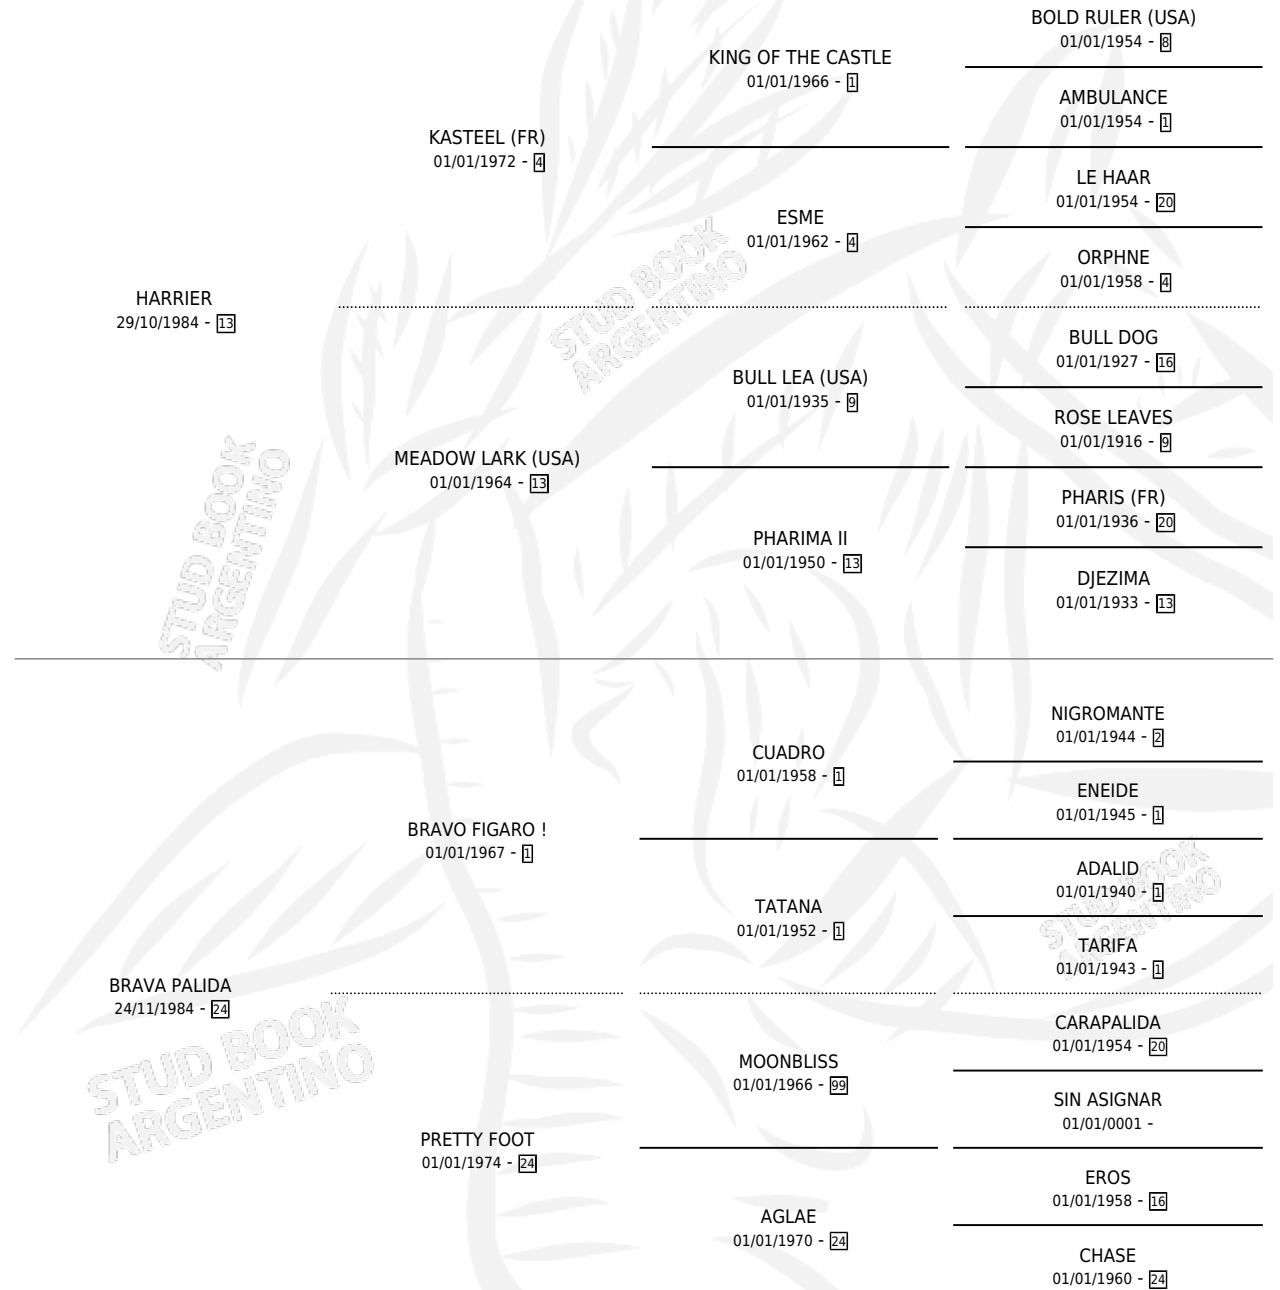 BOLD RULER (USA)
01/01/1954 - 8
KING OF THE CASTLE
01/01/1966 - 1
AMBULANCE
01/01/1954 - 1
KASTEEL (FR)
01/01/1972 - 4
LE HAAR
01/01/1954 - 20
ESME
01/01/1962 - 4
ORPHNE
01/01/1958 - 4
HARRIER
29/10/1984 - 13
BULL DOG
01/01/1927 - 16
BULL LEA (USA)
01/01/1935 - 9
ROSE LEAVES
01/01/1916 - 9
MEADOW LARK (USA)
01/01/1964 - 13
PHARIS (FR)
01/01/1936 - 20
PHARIMA II
01/01/1950 - 13
DJEZIMA
01/01/1933 - 13
NIGROMANTE
01/01/1944 - 2
CUADRO
01/01/1958 - 1
ENEIDE
01/01/1945 - 1
BRAVO FIGARO !
01/01/1967 - 1
ADALID
01/01/1940 - 1
TATANA
01/01/1952 - 1
TARIFA
01/01/1943 - 1
BRAVA PALIDA
24/11/1984 - 24
CARAPALIDA
01/01/1954 - 20
MOONBLISS
01/01/1966 - 99
SIN ASIGNAR
01/01/0001 -
PRETTY FOOT
01/01/1974 - 24
EROS
01/01/1958 - 16
AGLAE
01/01/1970 - 24
CHASE
01/01/1960 - 24
STUD BOOK
ARGENTINO
STUD BOOK
ARGENTINO
STUD BOOK
ARGENTINO
STUD BOOK
ARGENTINO